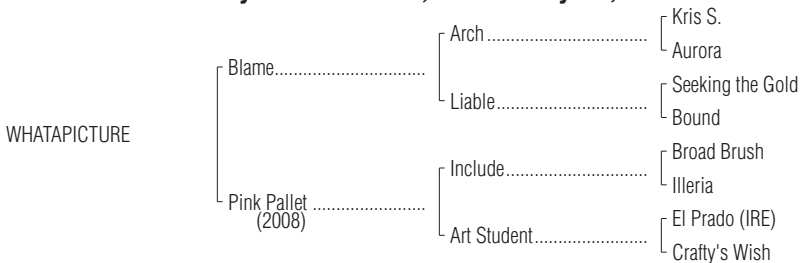 Kris S.
Arch
Aurora
Blame
Seeking the Gold
Liable
Bound
WHATAPICTURE
Broad Brush
Include
Illeria
Pink Pallet
(2008)
El Prado (IRE)
Art Student
Crafty's Wish